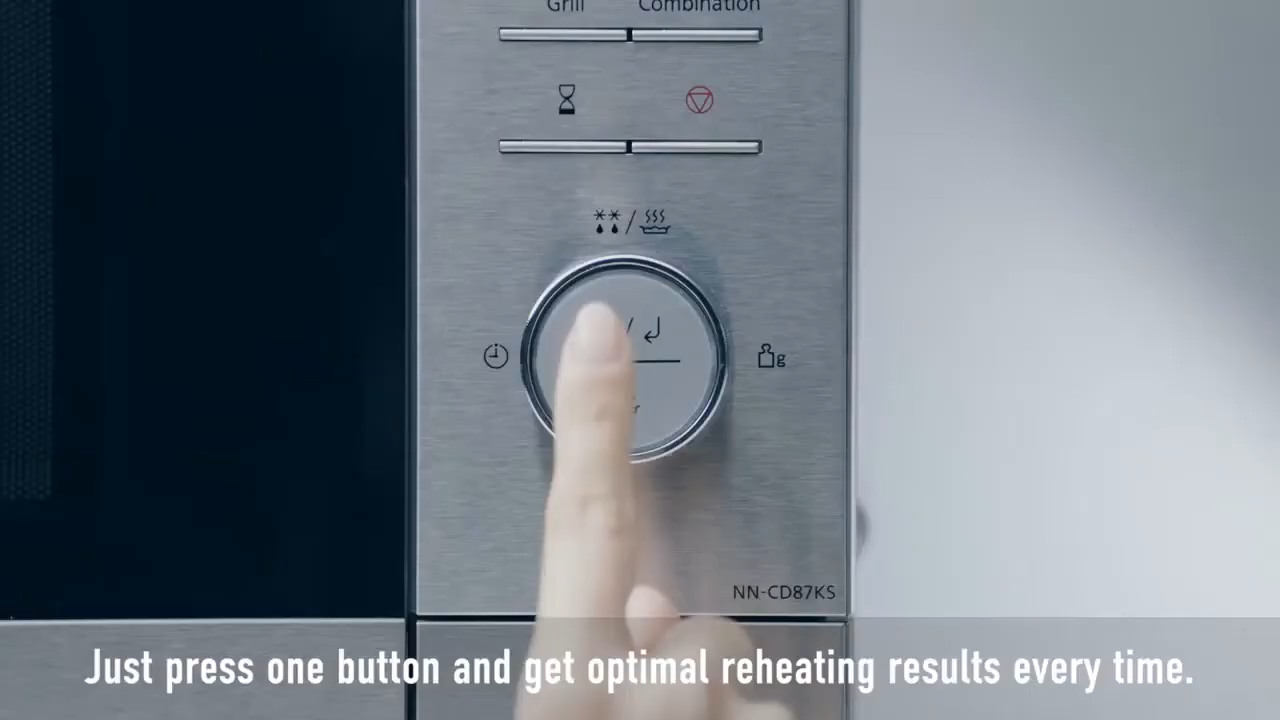 Grill Combination
g
NN-CD87KS
Just press one button and get optimal reheating results every time.